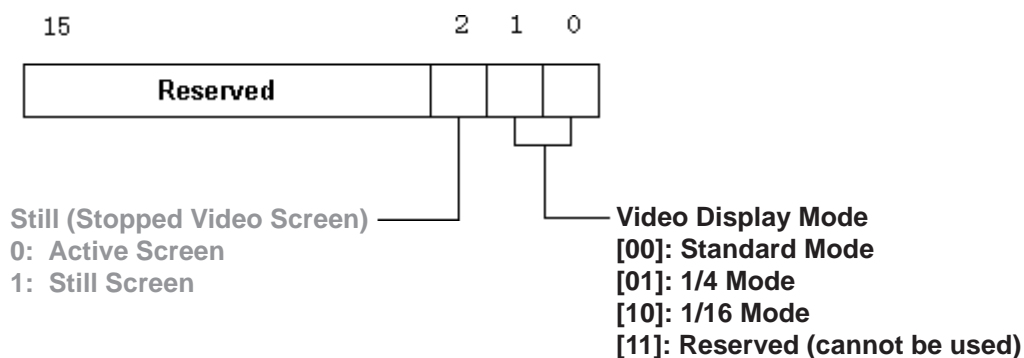 15 2 1 0
Reserved
Still (Stopped Video Screen)
0: Active Screen
1: Still Screen
Video Display Mode
[00]: Standard Mode
[01]: 1/4 Mode
[10]: 1/16 Mode
[11]: Reserved (cannot be used)